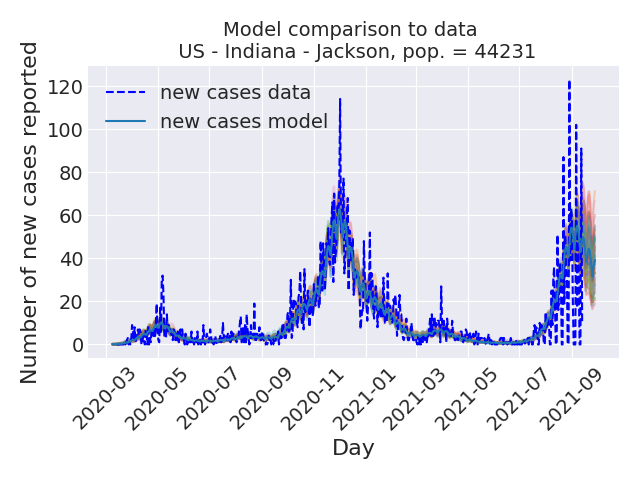 Model comparison to data
US - Indiana - Jackson, pop. = 44231
Number of new cases reported
120
100
80
60
40
20
0
new cases data
new cases model
2020-03
2020-05
2020-07
2020-09
2020-11
2021-01
2021-03
2021-05
2021-07
2021-09
Day